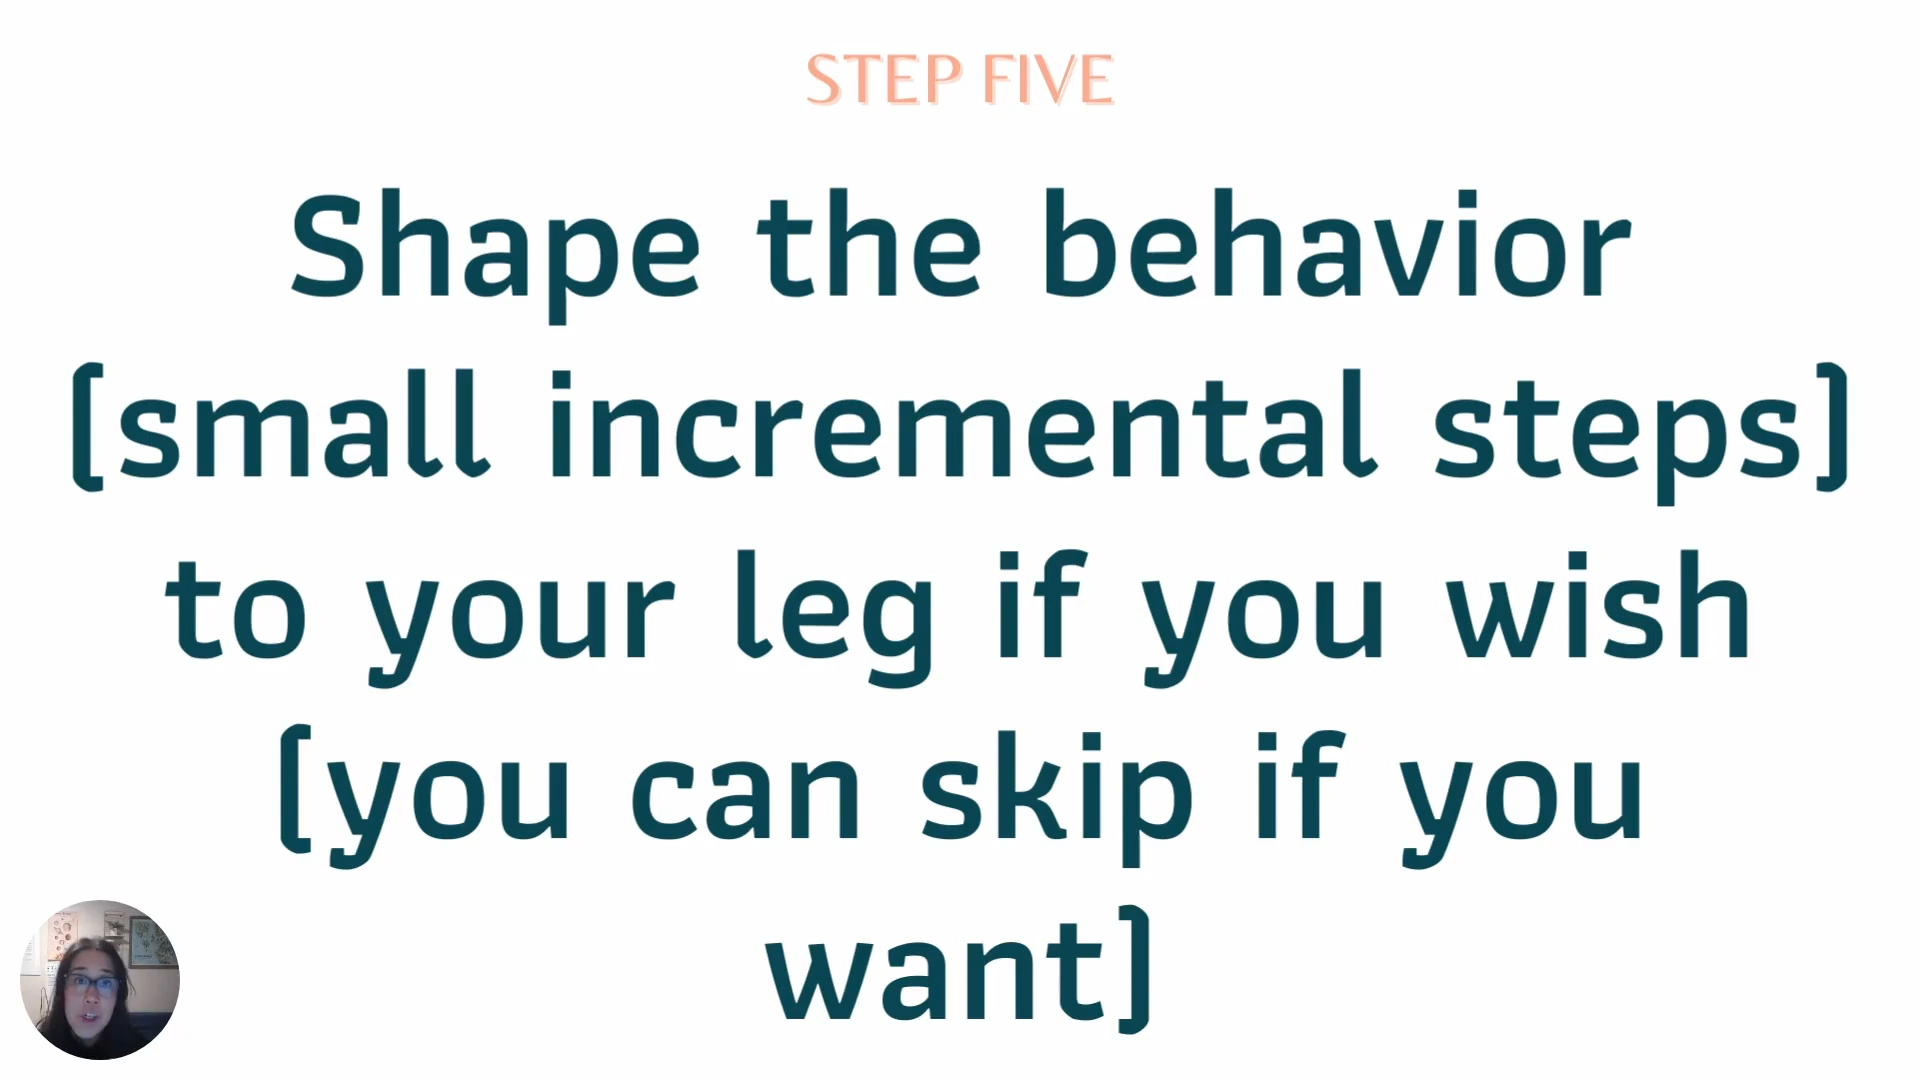 STEP FIVE
Shape the behavior
(small incremental steps)
to your leg if you wish
(you can skip if you
want)